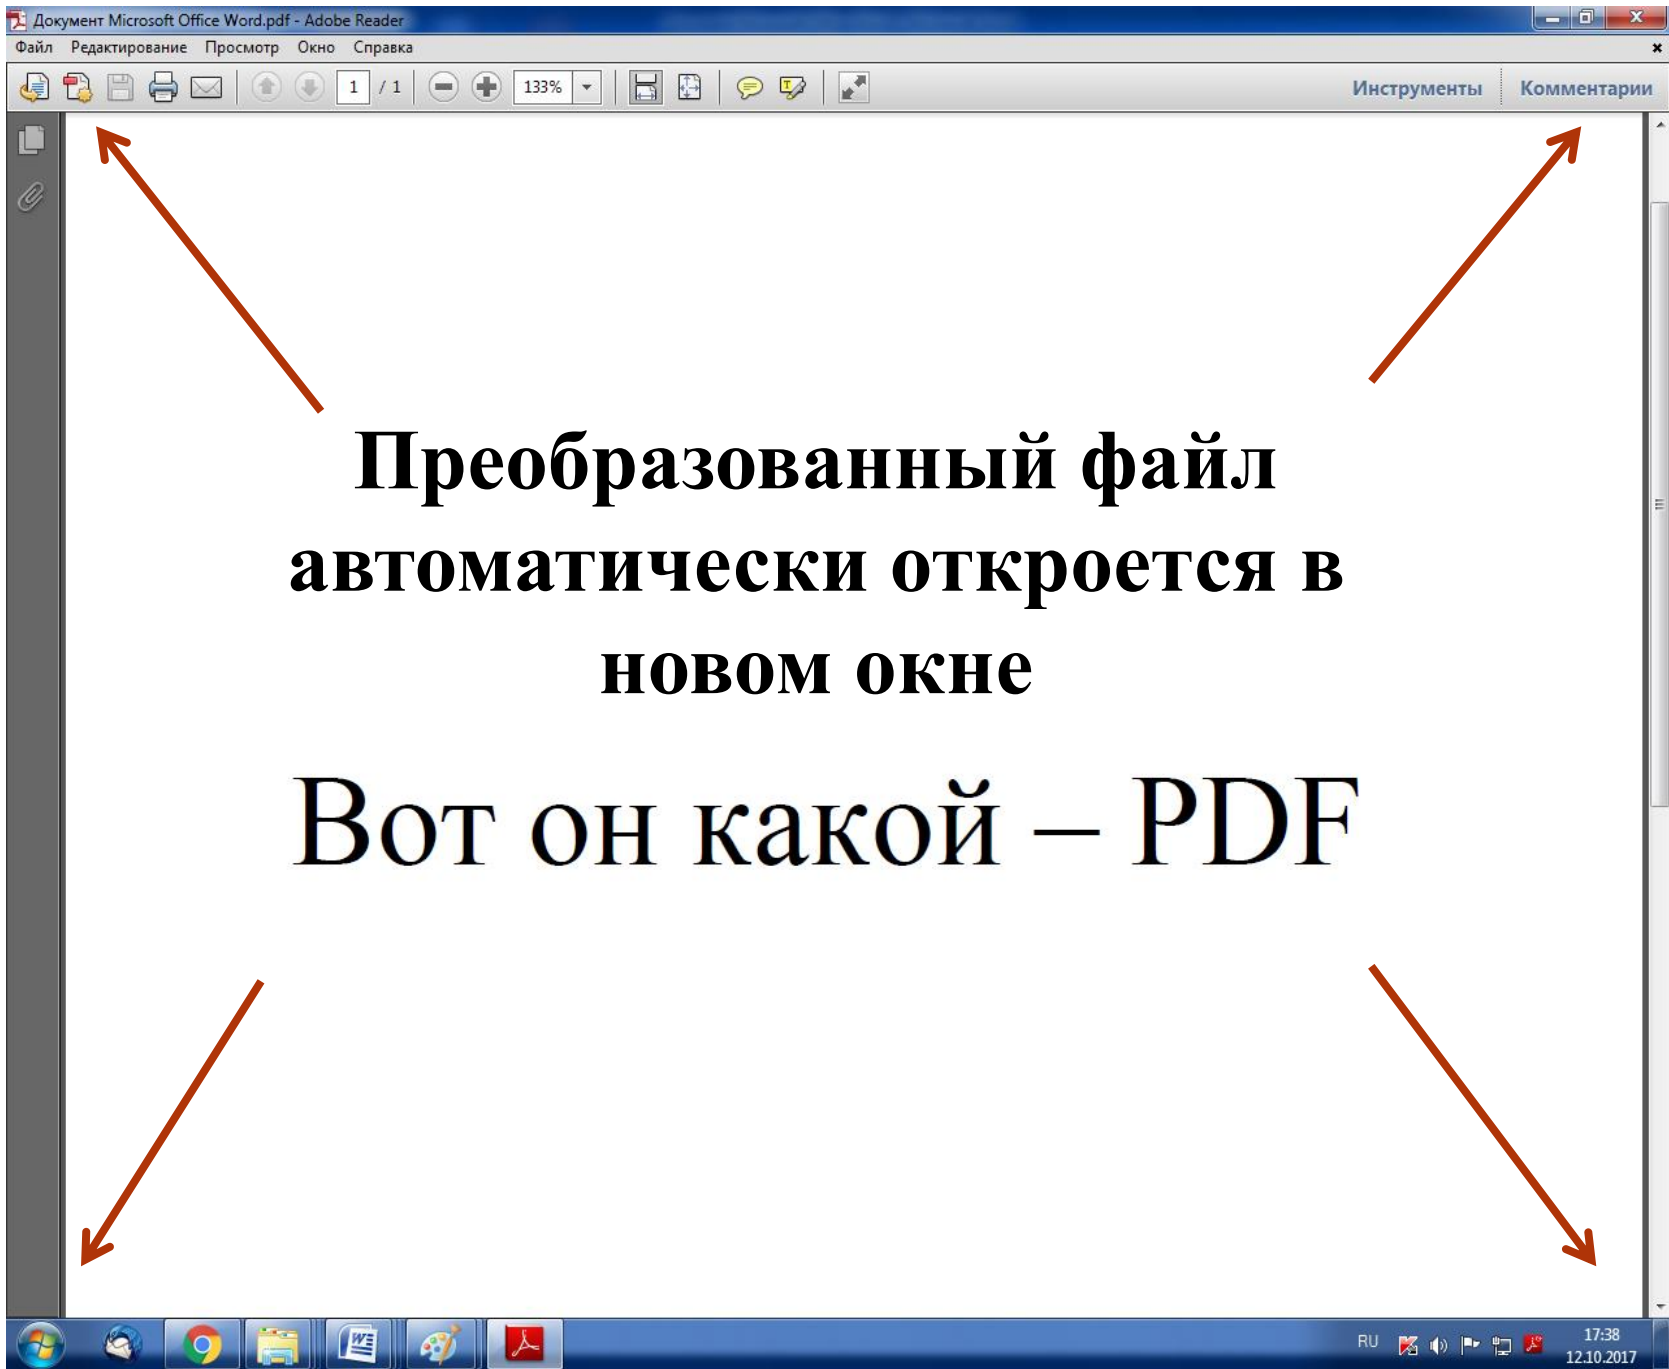 Документ Microsoft Office Word.pdf - Adobe Reader
Файл Редактирование Просмотр Окно Справка
1 / 1 133% Инструменты Комментарии
Преобразованный файл
автоматически откроется в
новом окне
Вот он какой – PDF
RU 17:38
12.10.2017